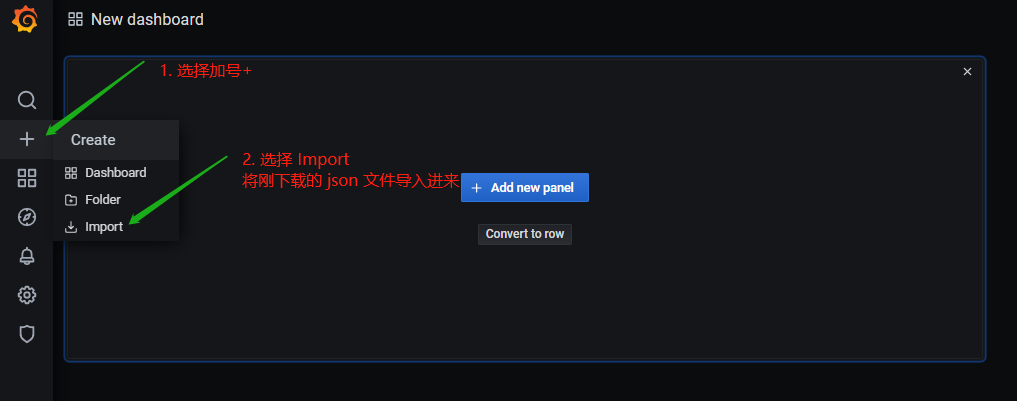 New dashboard
1. 选择加号+
Create
2. 选择 Import
将刚下载的 json 文件导入进来
Dashboard
Add new panel
Folder
Import
Convert to row